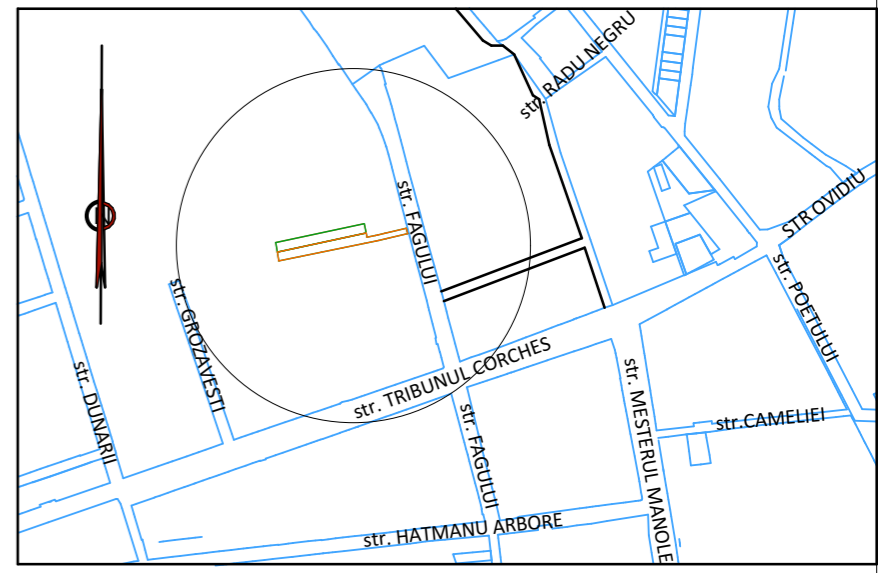 str. RADU NEGRU
STR OVIDIU
str. FAGULUI
str. GROZAVESTI
str. POETULUI
str. TRIBUNUL CORCHES
str. DUNARII
str. MESTERUL MANOLE
str. FAGULUI
str.CAMELIEI
str. HATMANU ARBORE